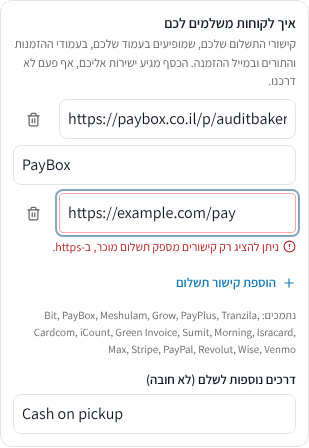 איך לקוחות משלמים לכם
קישורי התשלום שלכם, שמופיעים בעמוד שלכם, בעמודי ההזמנות
והתורים ובמייל ההזמנה. הכסף מגיע ישירות אליכם, אף פעם לא
דרכנו.
https://paybox.co.il/p/auditbaker
PayBox
https://example.com/pay
ניתן להציג רק קישורים מספק תשלום מוכר, ב-https.
+ הוספת קישור תשלום
נתמכים: Bit, PayBox, Meshulam, Grow, PayPlus, Tranzila,
Cardcom, iCount, Green Invoice, Sumit, Morning, Isracard,
Max, Stripe, PayPal, Revolut, Wise, Venmo
דרכים נוספות לשלם (לא חובה)
Cash on pickup